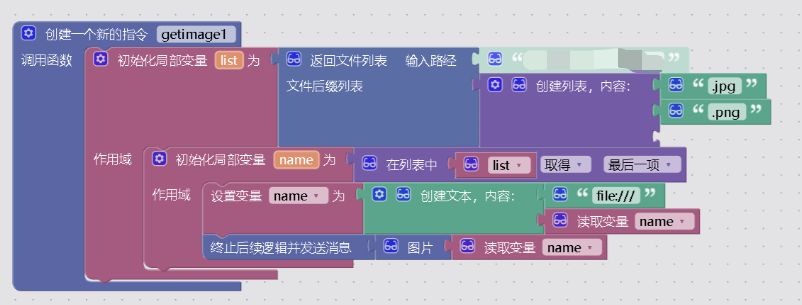 创建一个新的指令 getimage1
调用函数 初始化局部变量 list 为 返回文件列表 输入路径 “
文件后缀列表 创建列表，内容： “ .jpg ”
“ .png ”
作用域 初始化局部变量 name 为 在列表中 list 取得 最后一项
作用域 设置变量 name 为 创建文本，内容： “ file:/// ”
读取变量 name
终止后续逻辑并发送消息 图片 读取变量 name